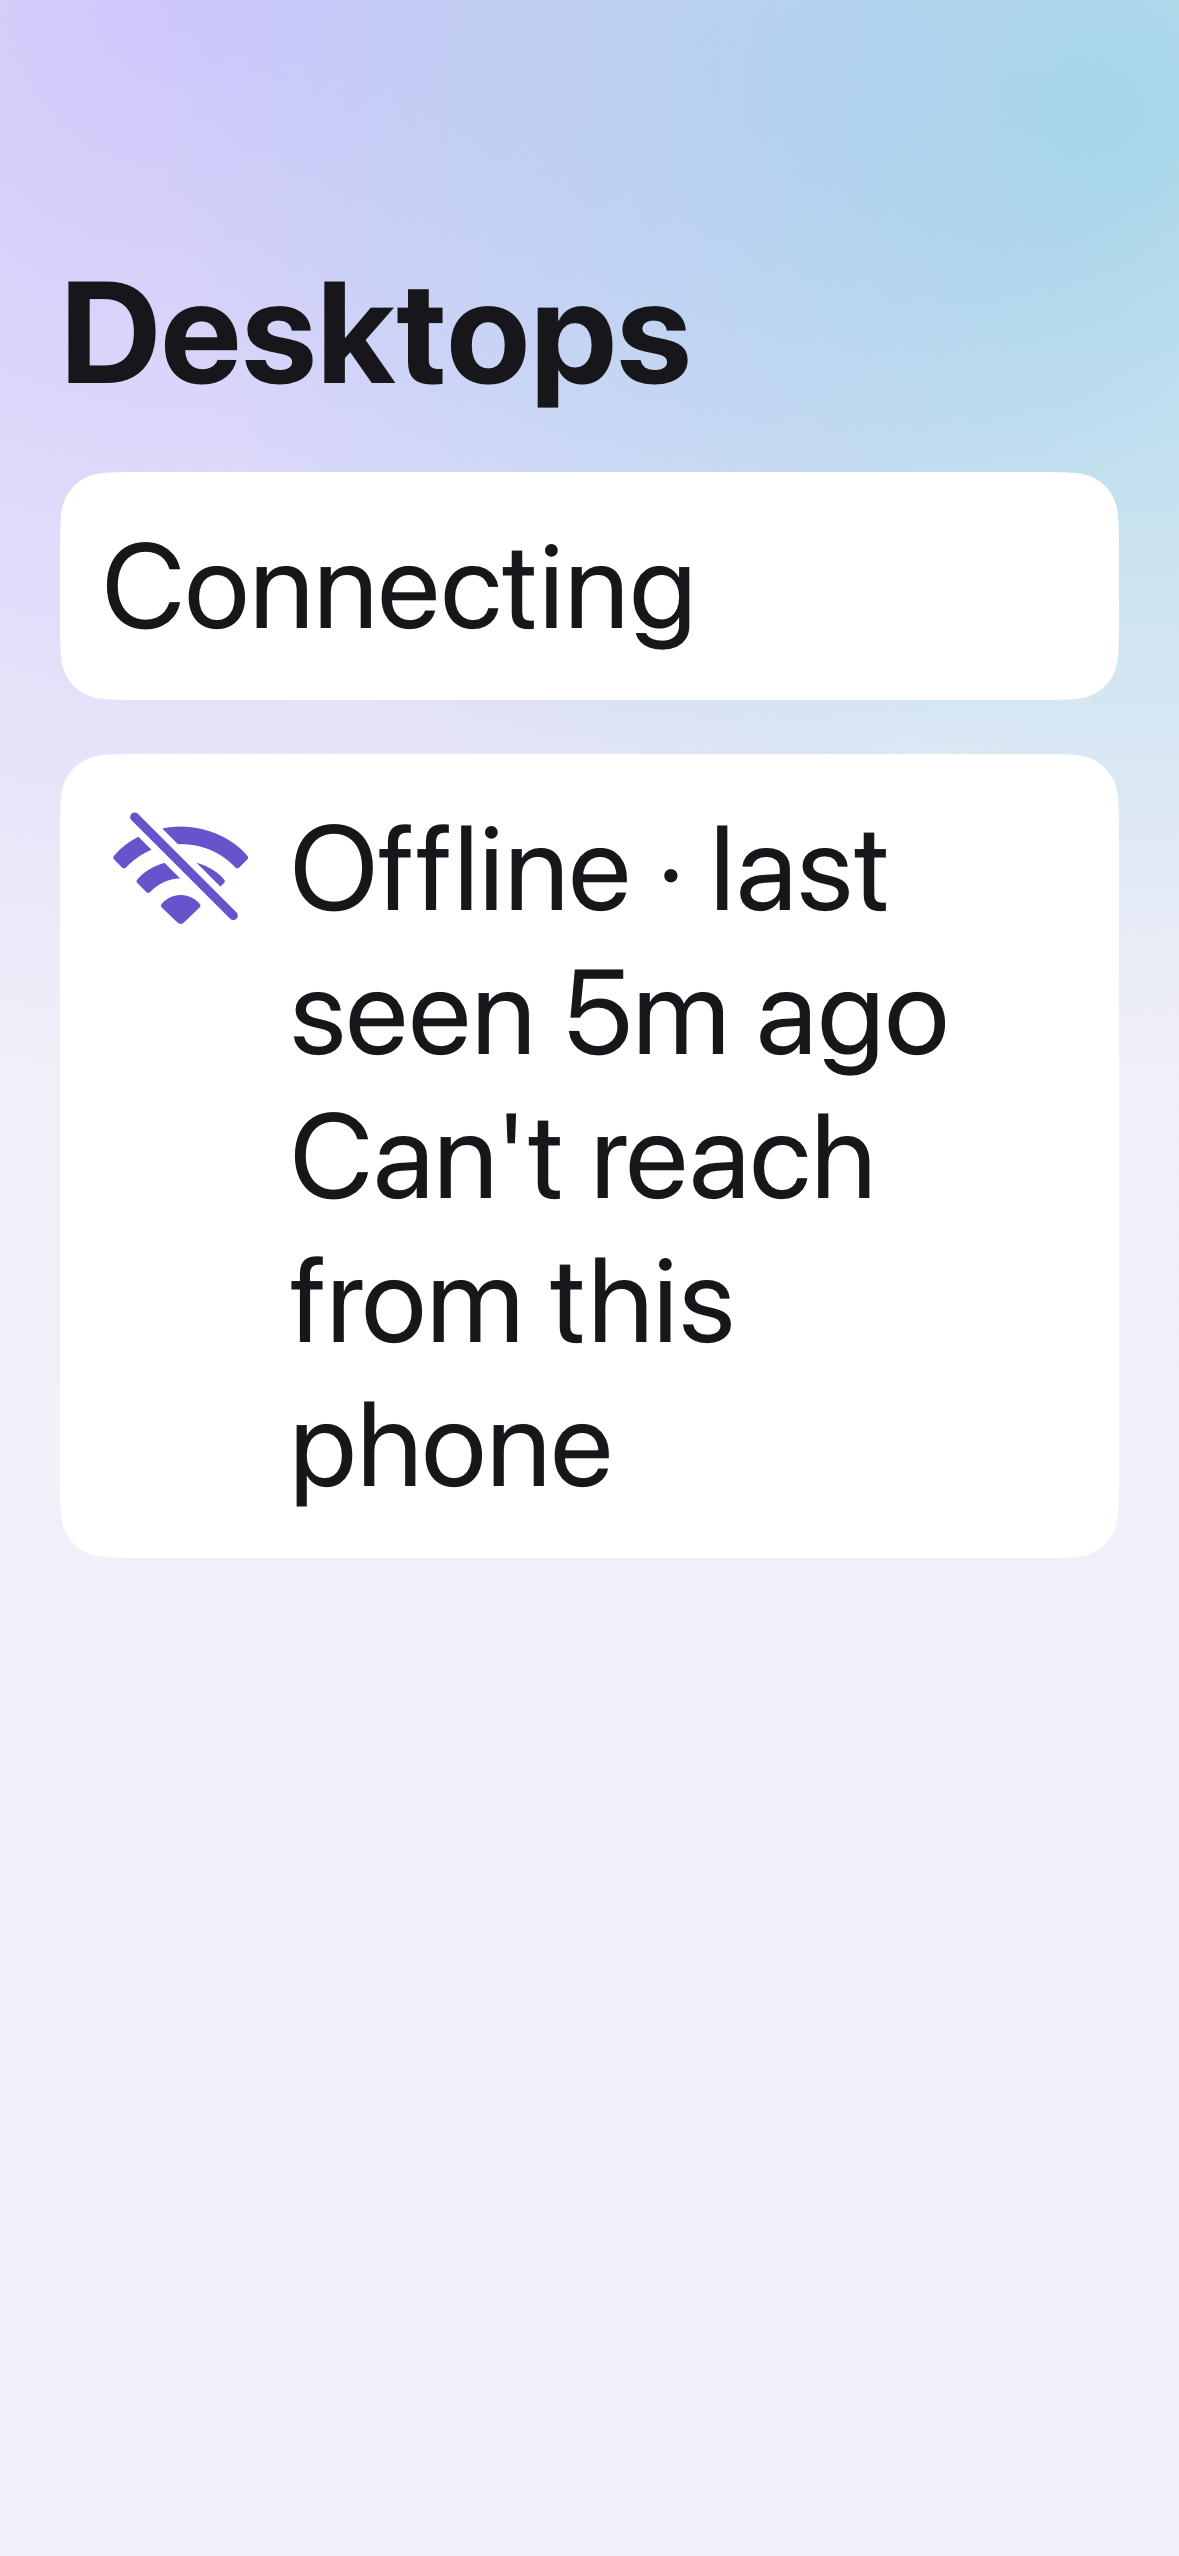 Desktops
Connecting
Offline · last
seen 5m ago
Can't reach
from this
phone